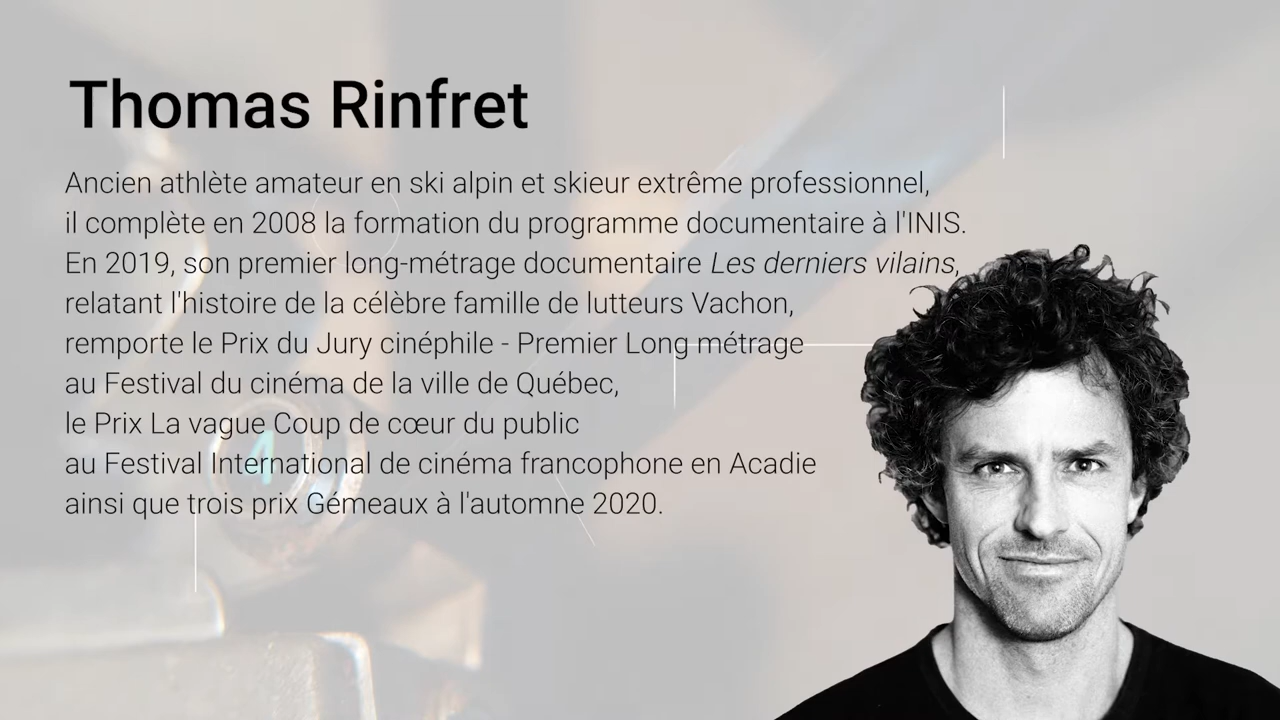 Thomas Rinfret
Ancien athlète amateur en ski alpin et skieur extrême professionnel,
il complète en 2008 la formation du programme documentaire à l'INIS.
En 2019, son premier long-métrage documentaire Les derniers vilains,
relatant l'histoire de la célèbre famille de lutteurs Vachon,
remporte le Prix du Jury cinéphile - Premier Long métrage
au Festival du cinéma de la ville de Québec,
le Prix La vague Coup de cœur du public
au Festival International de cinéma francophone en Acadie
ainsi que trois prix Gémeaux à l'automne 2020.
4